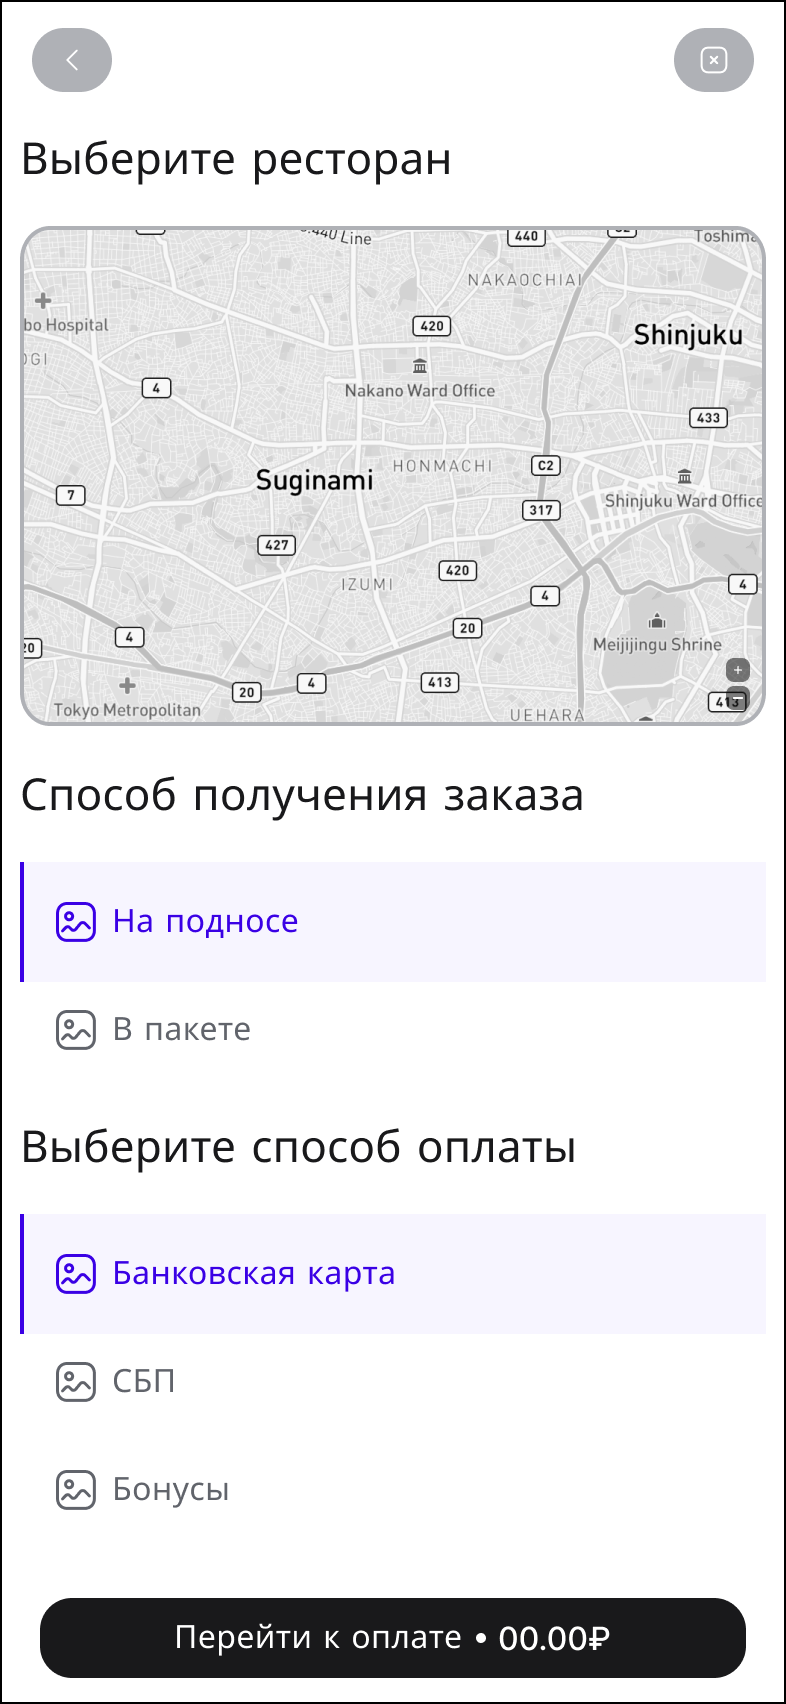 Выберите ресторан
440 Line
440
C2
Toshima
NAKAOCHIAI
bo Hospital
420
Shinjuku
OGI
4
Nakano Ward Office
433
Suginami
HONMACHI
C2
7
Shinjuku Ward Office
317
427
420
IZUMI
4
4
20
4
Meijijingu Shrine
20
+
4
413
20
413
Tokyo Metropolitan
UEHARA
Способ получения заказа
На подносе
В пакете
Выберите способ оплаты
Банковская карта
СБП
Бонусы
Перейти к оплате • 00.00₽